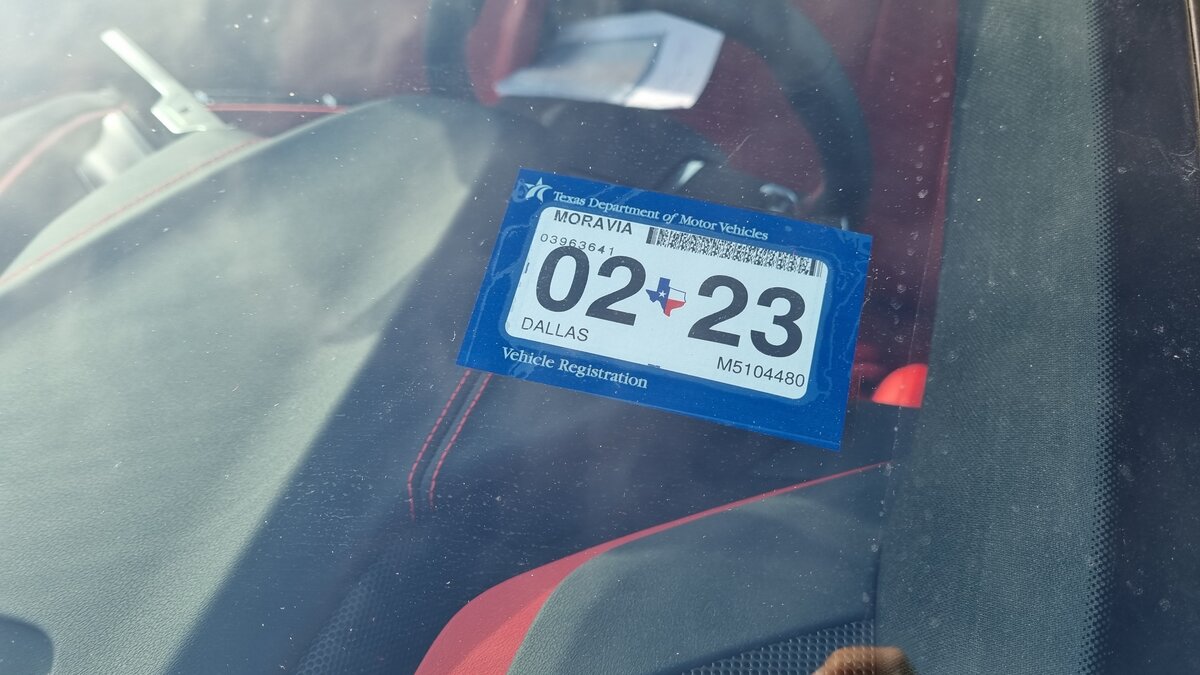 Texas Department of Motor Vehicles
MORAVIA
03963641
02 23
DALLAS
M5104480
Vehicle Registration